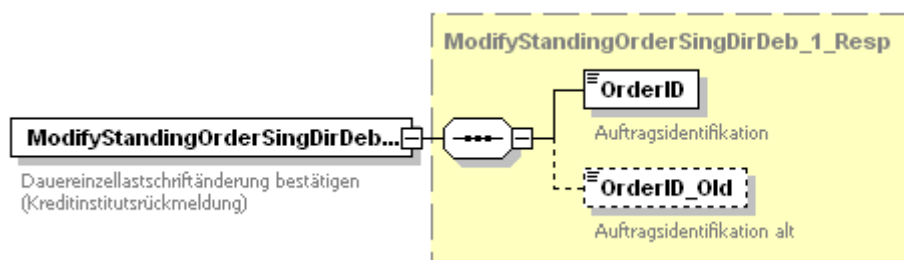 ModifyStandingOrderSingDirDeb_1_Resp
OrderID
Auftragsidentifikation
ModifyStandingOrderSingDirDeb...
Dauereinzellastschriftänderung bestätigen
(Kreditinstitutsrückmeldung)
OrderID_Old
Auftragsidentifikation alt